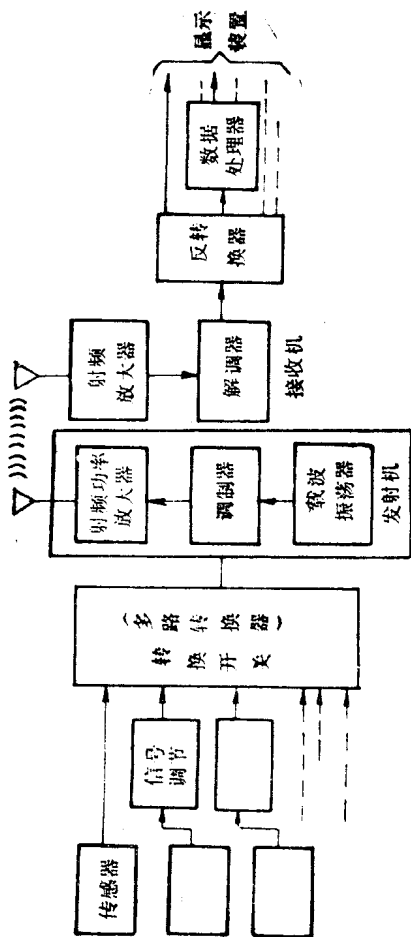 传感器
信号
调节
(多路转换器)
转换开关
射频功率
放大器
调制器
载波
振荡器
发射机
射频
放大器
解调器
接收机
反转
换器
数据
处理器
显示
装置